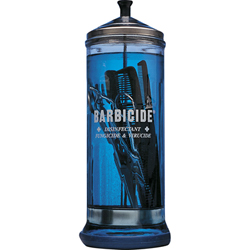 BARBICIDE®
DISINFECTANT
FUNGICIDE & VIRUCIDE